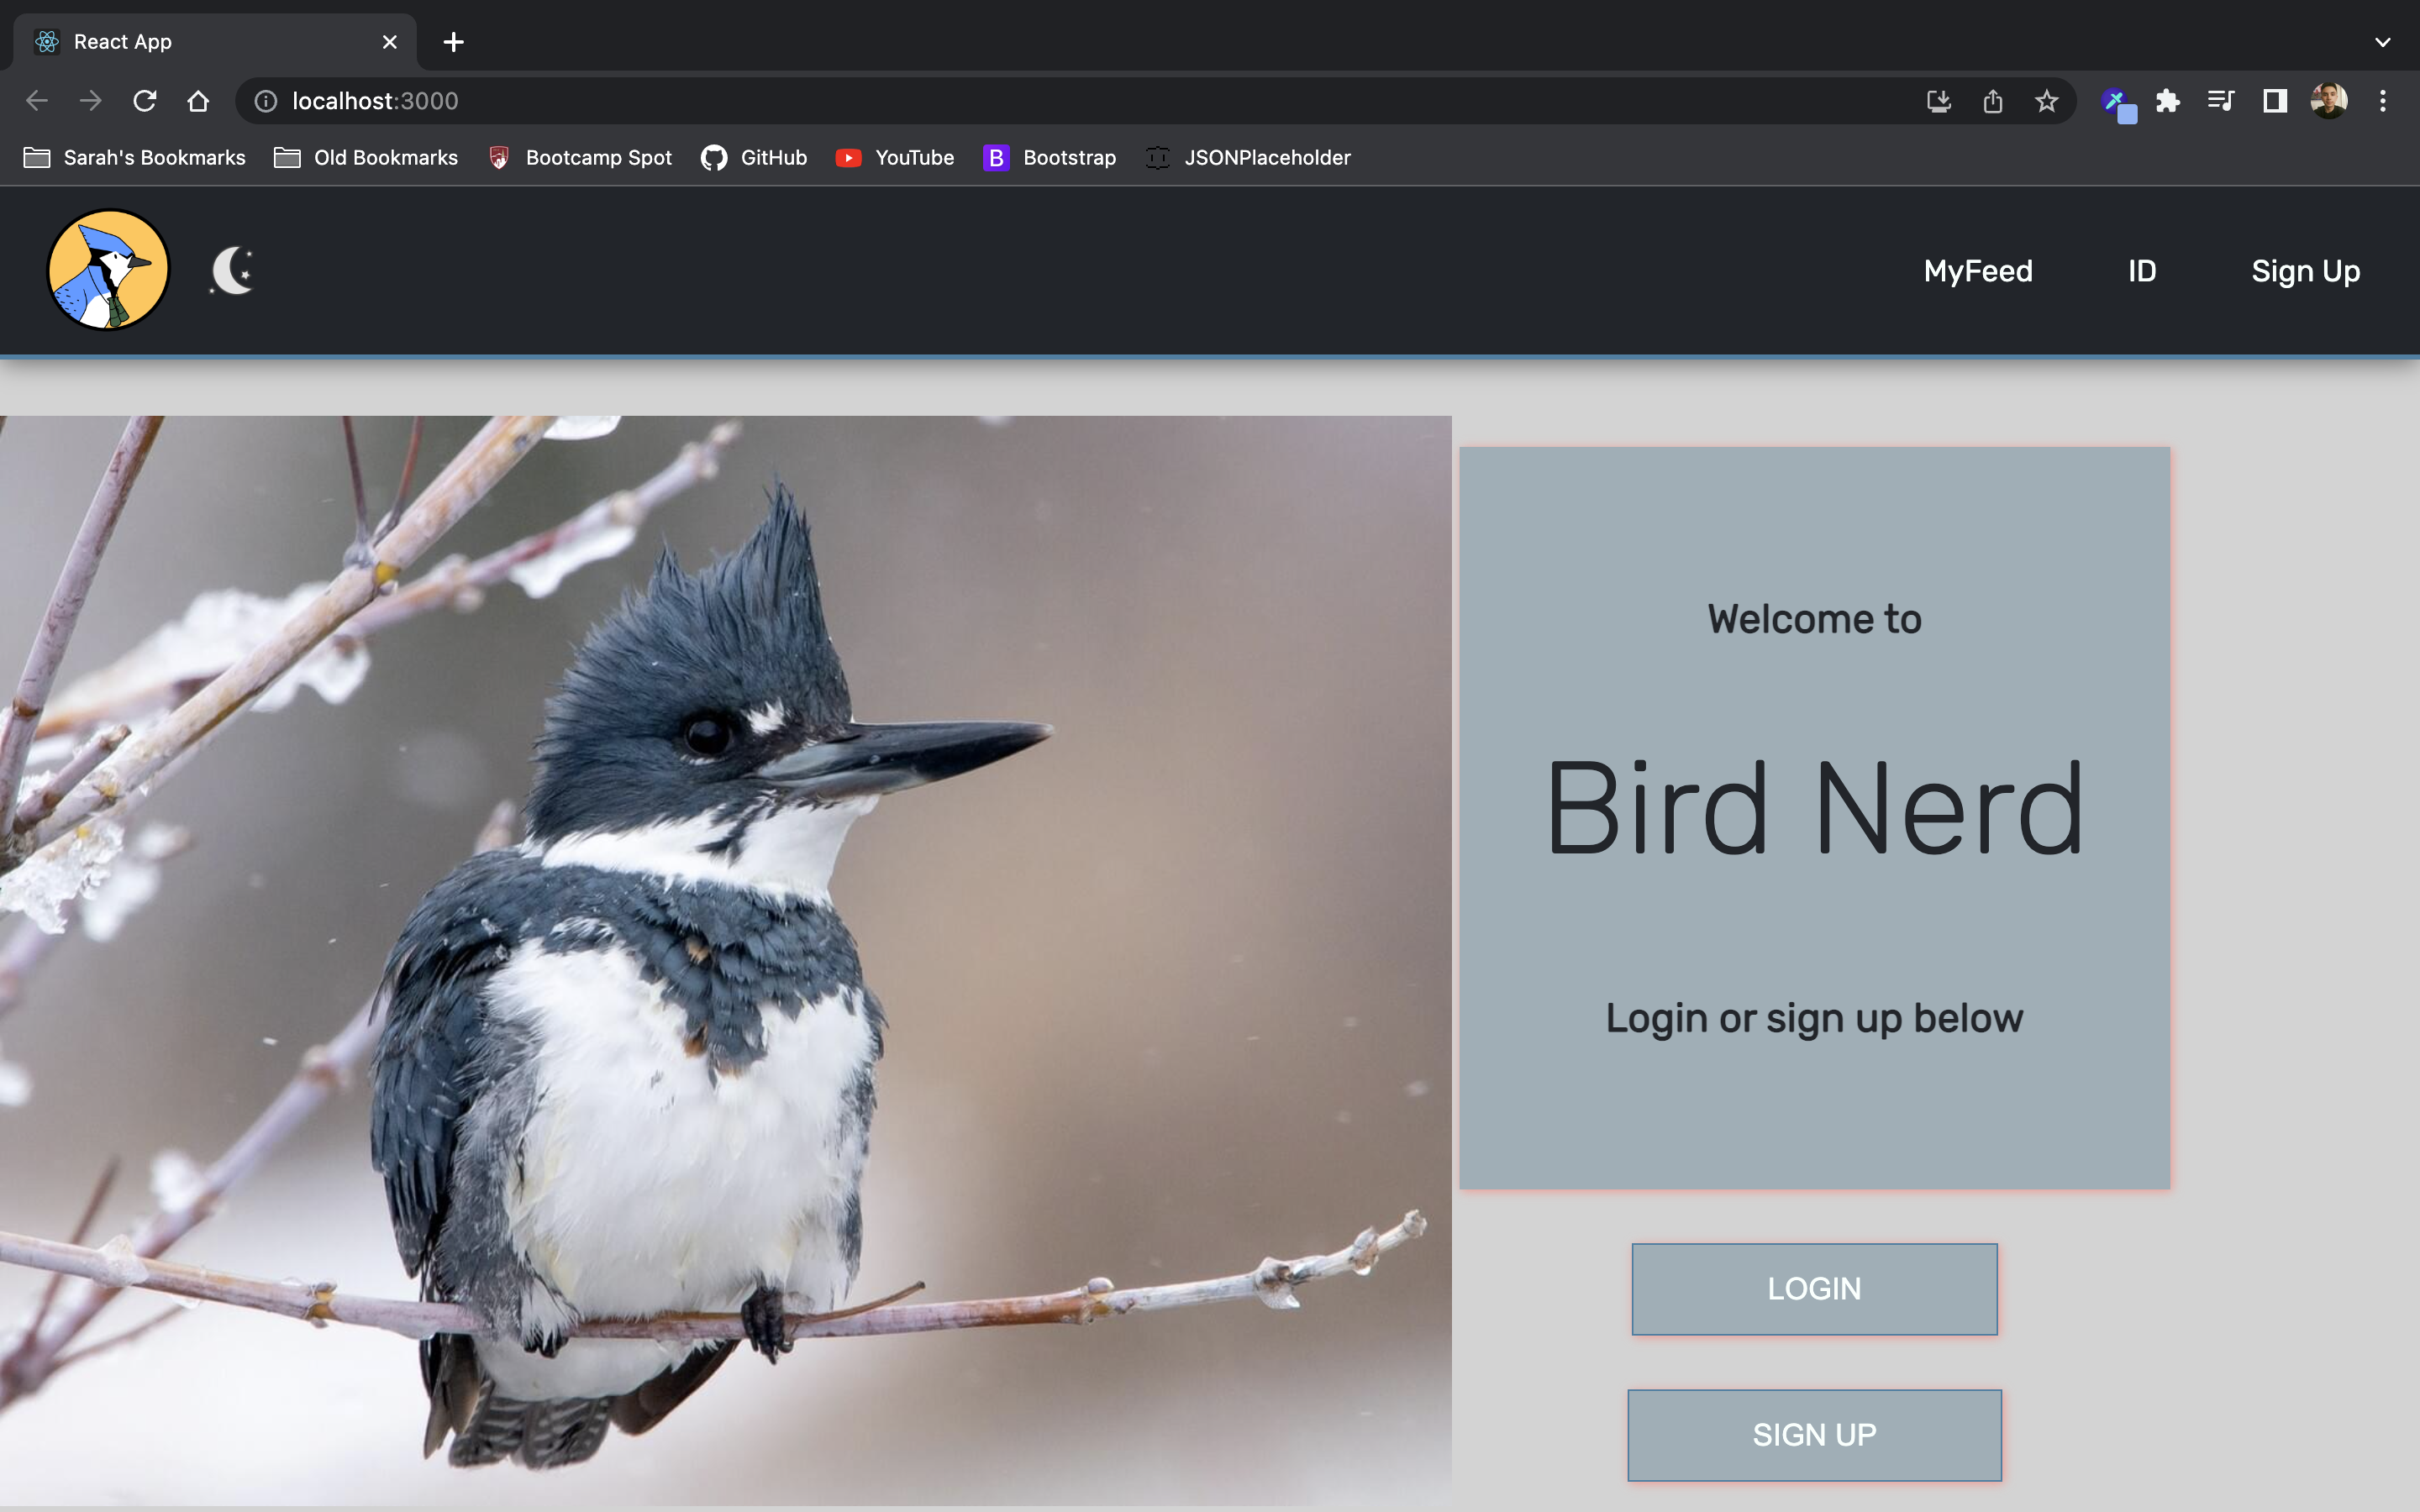 React App
localhost:3000
Sarah's Bookmarks Old Bookmarks Bootcamp Spot GitHub YouTube B Bootstrap JSONPlaceholder
MyFeed ID Sign Up
Welcome to
Bird Nerd
Login or sign up below
LOGIN
SIGN UP